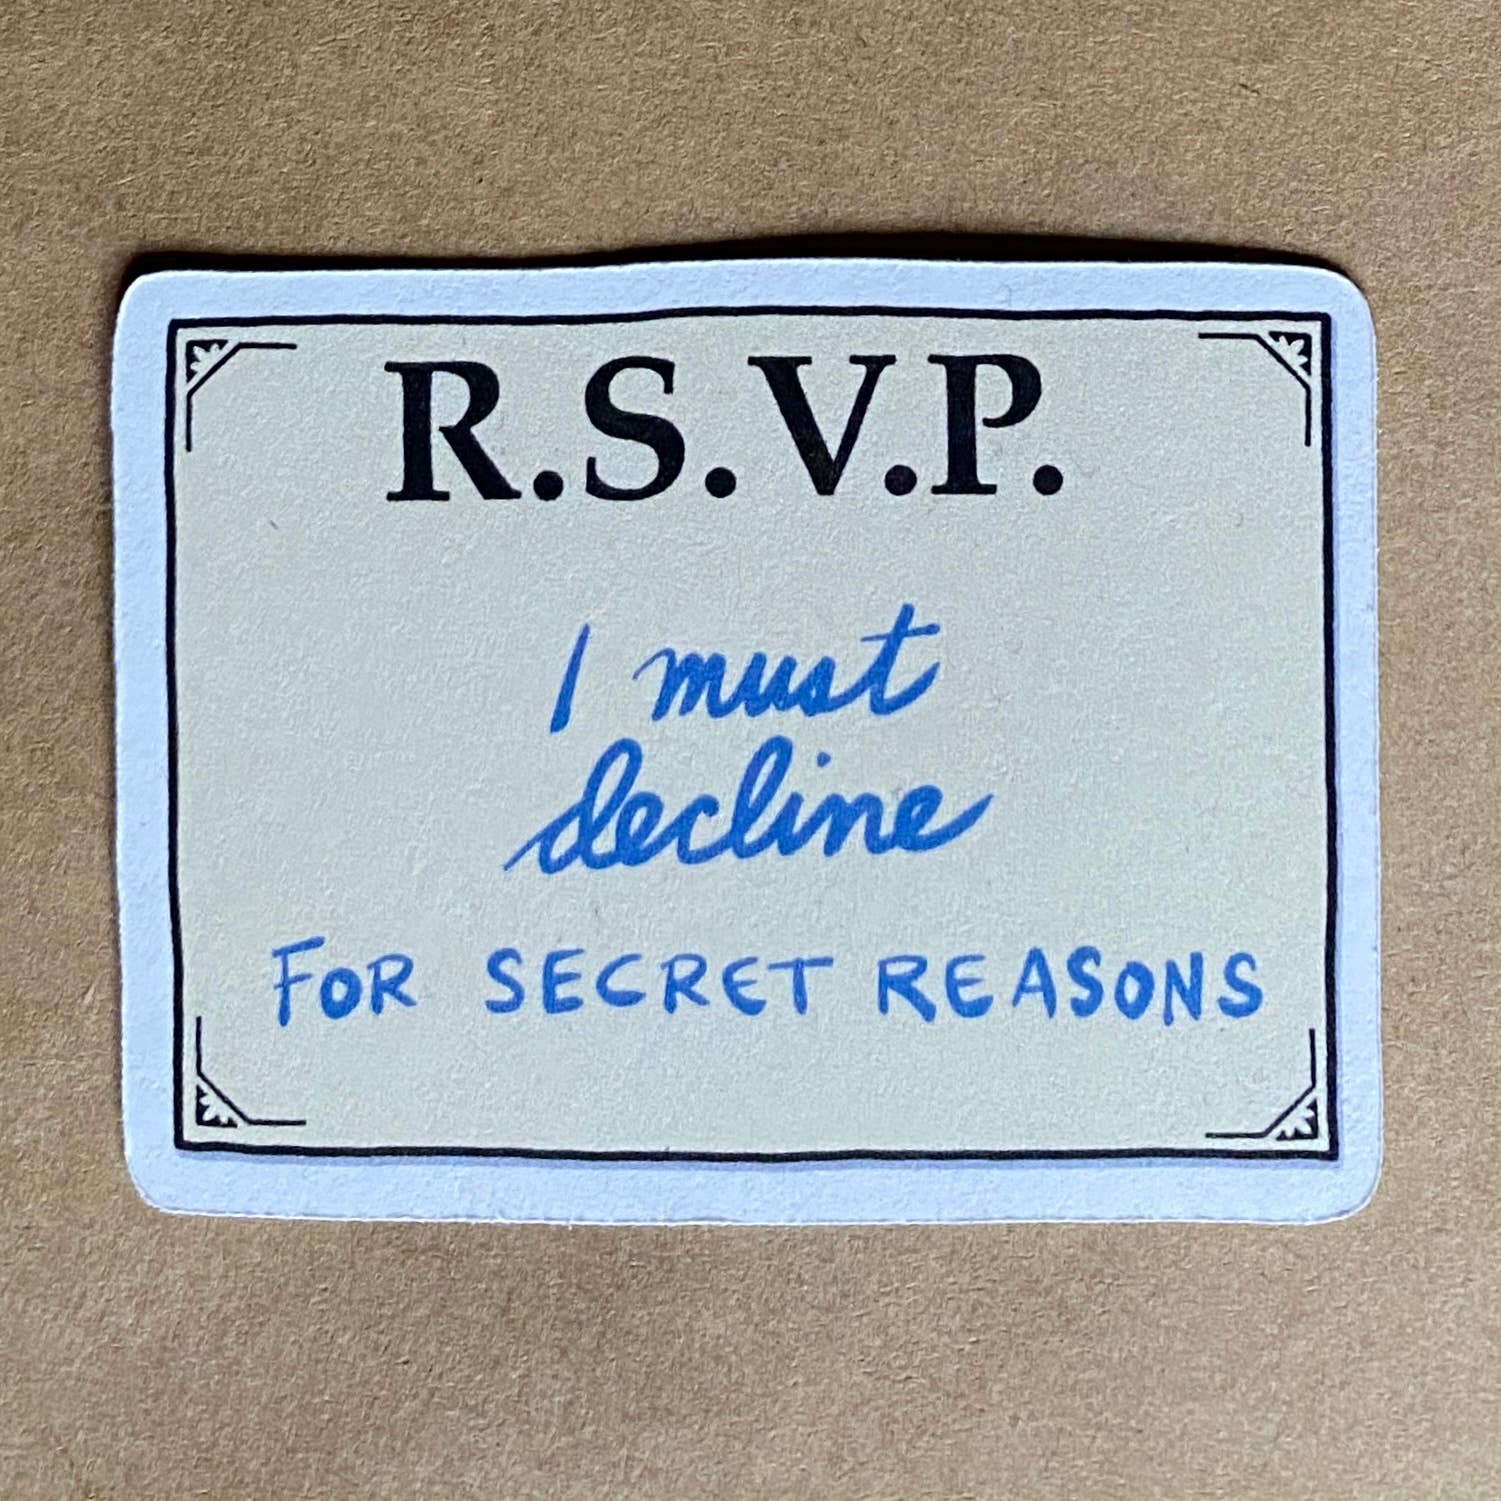 R.S.V.P.
I must
decline
FOR SECRET REASONS